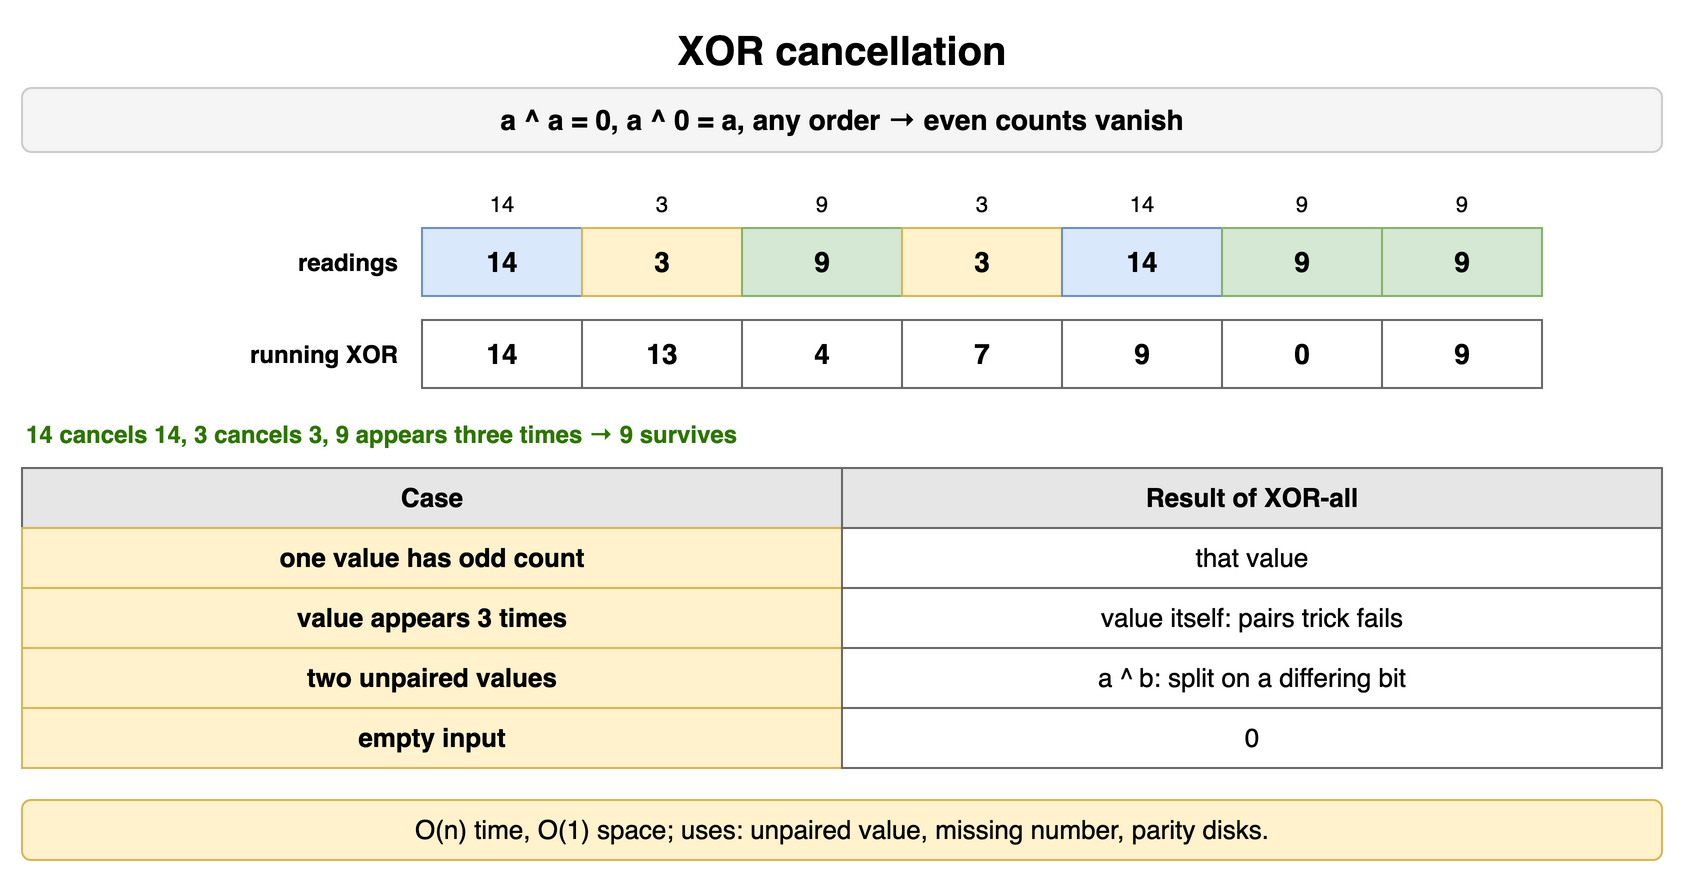 XOR cancellation
a ^ a = 0, a ^ 0 = a, any order → even counts vanish
14 3 9 3 14 9 9
readings 14 3 9 3 14 9 9
running XOR 14 13 4 7 9 0 9
14 cancels 14, 3 cancels 3, 9 appears three times → 9 survives
Case Result of XOR-all
one value has odd count that value
value appears 3 times value itself: pairs trick fails
two unpaired values a ^ b: split on a differing bit
empty input 0
O(n) time, O(1) space; uses: unpaired value, missing number, parity disks.